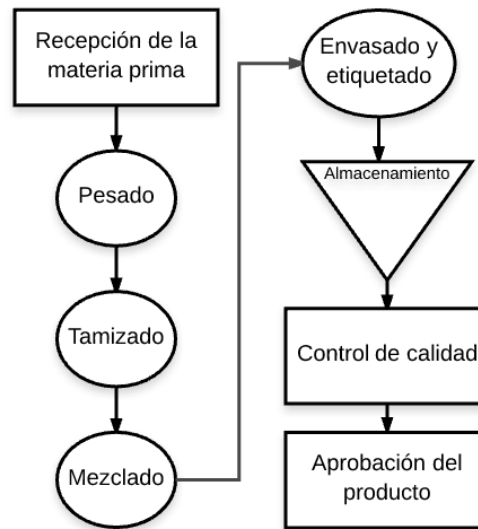 Recepción de la
materia prima
Pesado
Tamizado
Mezclado
Envasado y
etiquetado
Almacenamiento
Control de calidad
Aprobación del
producto